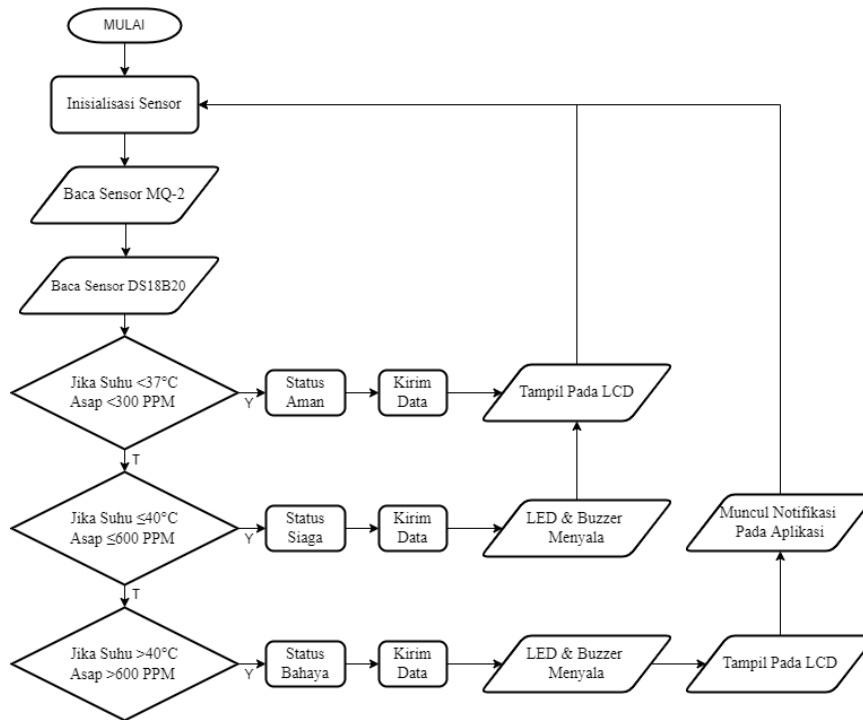 MULAI
Inisialisasi Sensor
Baca Sensor MQ-2
Baca Sensor DS18B20
Jika Suhu <37°C
Asap <300 PPM
Y
Status
Aman
Kirim
Data
Tampil Pada LCD
T
Jika Suhu ≤40°C
Asap ≤600 PPM
Y
Status
Siaga
Kirim
Data
LED & Buzzer
Menyala
Muncul Notifikasi
Pada Aplikasi
T
Jika Suhu >40°C
Asap >600 PPM
Y
Status
Bahaya
Kirim
Data
LED & Buzzer
Menyala
Tampil Pada LCD